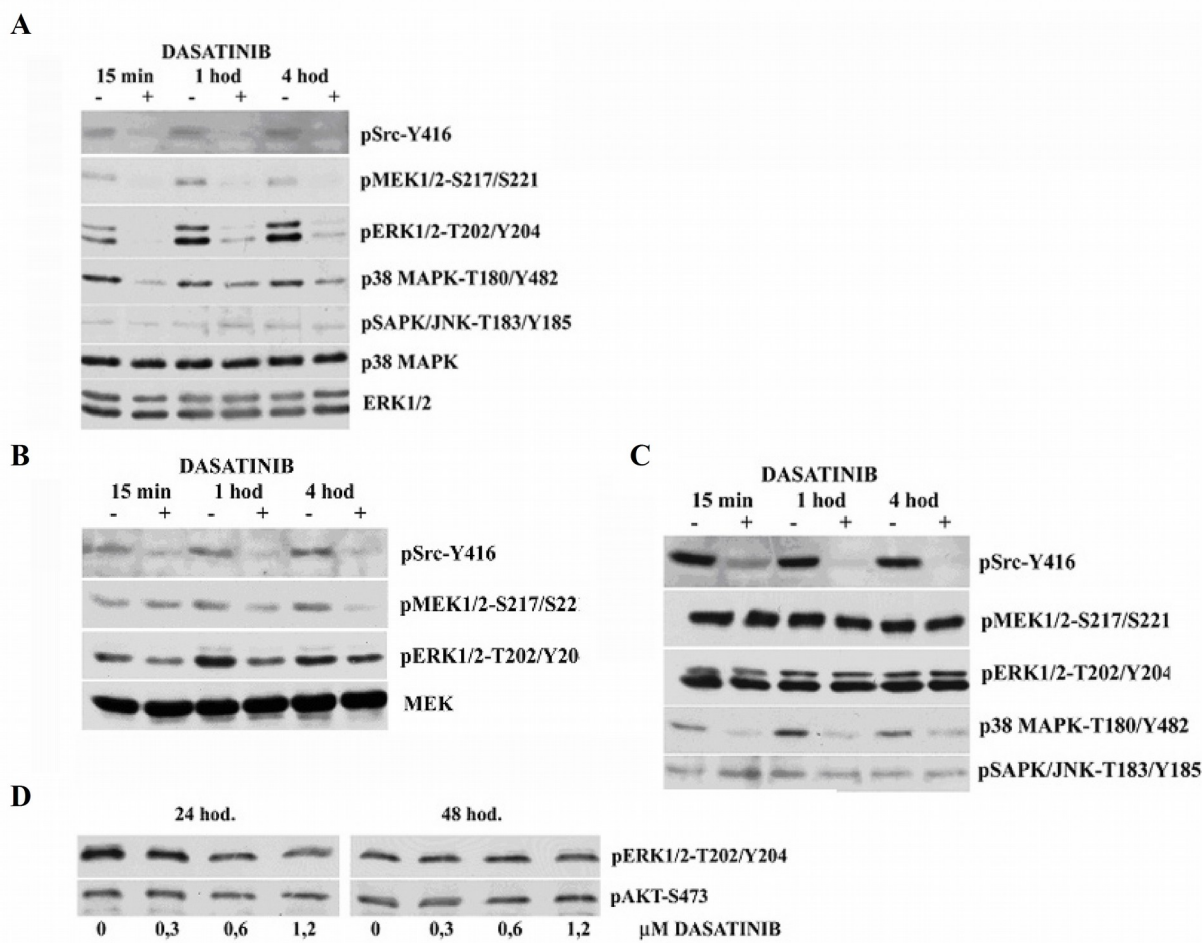 A
DASATINIB
15 min 1 hod 4 hod
- + - + - +
pSrc-Y416
pMEK1/2-S217/S221
pERK1/2-T202/Y204
p38 MAPK-T180/Y482
pSAPK/JNK-T183/Y185
p38 MAPK
ERK1/2
B
DASATINIB
15 min 1 hod 4 hod
- + - + - +
pSrc-Y416
pMEK1/2-S217/S22
pERK1/2-T202/Y20
MEK
C
DASATINIB
15 min 1 hod 4 hod
- + - + - +
pSrc-Y416
pMEK1/2-S217/S221
pERK1/2-T202/Y204
p38 MAPK-T180/Y482
pSAPK/JNK-T183/Y185
D
24 hod. 48 hod.
pERK1/2-T202/Y204
pAKT-S473
0 0,3 0,6 1,2 0 0,3 0,6 1,2 µM DASATINIB